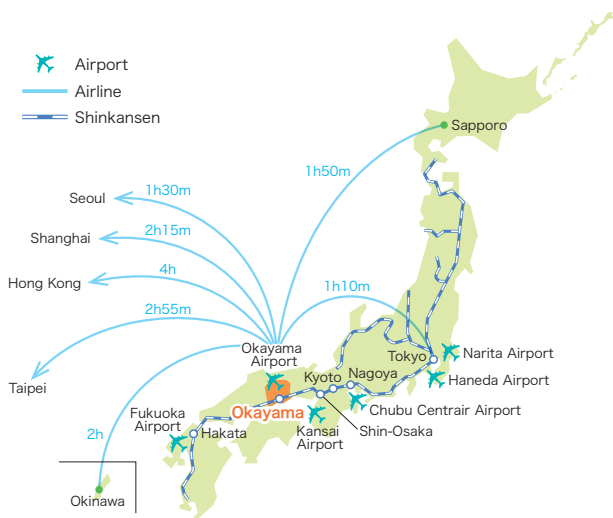 Airport
Airline
Shinkansen
Sapporo
1h50m
Seoul
1h30m
Shanghai
2h15m
Hong Kong
4h
1h10m
2h55m
Taipei
Okayama
Airport
Tokyo
Narita Airport
Haneda Airport
Kyoto
Nagoya
Okayama
Chubu Centrair Airport
Fukuoka
Airport
Hakata
Kansai
Airport
Shin-Osaka
2h
Okinawa